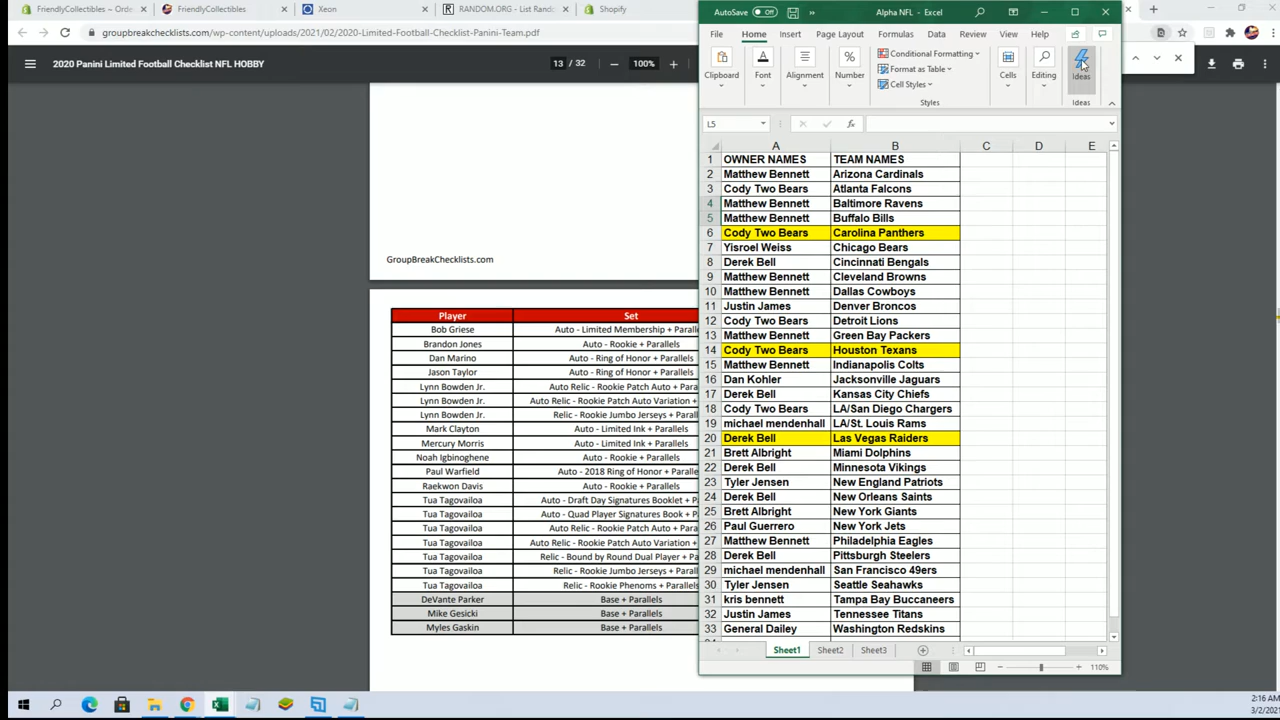 FriendlyCollectibles ~ Orde
FriendlyCollectibles
Xeon
RANDOM.ORG - List Rando
Shopify
groupbreakchecklists.com/wp-content/uploads/2021/02/2020-Limited-Football-Checklist-Panini-Team.pdf
2020 Panini Limited Football Checklist NFL HOBBY
13 / 32
100%
GroupBreakChecklists.com
Player Set
Bob Griese Auto - Limited Membership + Paralle
Brandon Jones Auto - Rookie + Parallels
Dan Marino Auto - Ring of Honor + Parallels
Jason Taylor Auto - Ring of Honor + Parallels
Lynn Bowden Jr. Auto Relic - Rookie Patch Auto + Para
Lynn Bowden Jr. Auto Relic - Rookie Patch Auto Variation +
Lynn Bowden Jr. Relic - Rookie Jumbo Jerseys + Parallel
Mark Clayton Auto - Limited Ink + Parallels
Mercury Morris Auto - Limited Ink + Parallels
Noah Igbinoghene Auto - Rookie + Parallels
Paul Warfield Auto - 2018 Ring of Honor + Paralle
Raekwon Davis Auto - Rookie + Parallels
Tua Tagovailoa Auto - Draft Day Signatures Booklet + P
Tua Tagovailoa Auto - Quad Player Signatures Book + P
Tua Tagovailoa Auto Relic - Rookie Patch Auto + Para
Tua Tagovailoa Auto Relic - Rookie Patch Auto Variation +
Tua Tagovailoa Relic - Bound by Round Dual Player + P
Tua Tagovailoa Relic - Rookie Jumbo Jerseys + Parallel
Tua Tagovailoa Relic - Rookie Phenoms + Parallels
DeVante Parker Base + Parallels
Mike Gesicki Base + Parallels
Myles Gaskin Base + Parallels
AutoSave Off
Alpha NFL - Excel
File Home Insert Page Layout Formulas Data Review View Help
Clipboard
Font
Alignment
Number
Conditional Formatting
Format as Table
Cell Styles
Styles
Cells
Editing
Ideas
Ideas
L5
fx
A B C D E
1 OWNER NAMES TEAM NAMES
2 Matthew Bennett Arizona Cardinals
3 Cody Two Bears Atlanta Falcons
4 Matthew Bennett Baltimore Ravens
5 Matthew Bennett Buffalo Bills
6 Cody Two Bears Carolina Panthers
7 Yisroel Weiss Chicago Bears
8 Derek Bell Cincinnati Bengals
9 Matthew Bennett Cleveland Browns
10 Matthew Bennett Dallas Cowboys
11 Justin James Denver Broncos
12 Cody Two Bears Detroit Lions
13 Matthew Bennett Green Bay Packers
14 Cody Two Bears Houston Texans
15 Matthew Bennett Indianapolis Colts
16 Dan Kohler Jacksonville Jaguars
17 Derek Bell Kansas City Chiefs
18 Cody Two Bears LA/San Diego Chargers
19 michael mendenhall LA/St. Louis Rams
20 Derek Bell Las Vegas Raiders
21 Brett Albright Miami Dolphins
22 Derek Bell Minnesota Vikings
23 Tyler Jensen New England Patriots
24 Derek Bell New Orleans Saints
25 Brett Albright New York Giants
26 Paul Guerrero New York Jets
27 Matthew Bennett Philadelphia Eagles
28 Derek Bell Pittsburgh Steelers
29 michael mendenhall San Francisco 49ers
30 Tyler Jensen Seattle Seahawks
31 kris bennett Tampa Bay Buccaneers
32 Justin James Tennessee Titans
33 General Dailey Washington Redskins
Sheet1 Sheet2 Sheet3
110%
2:16 AM
3/2/2021